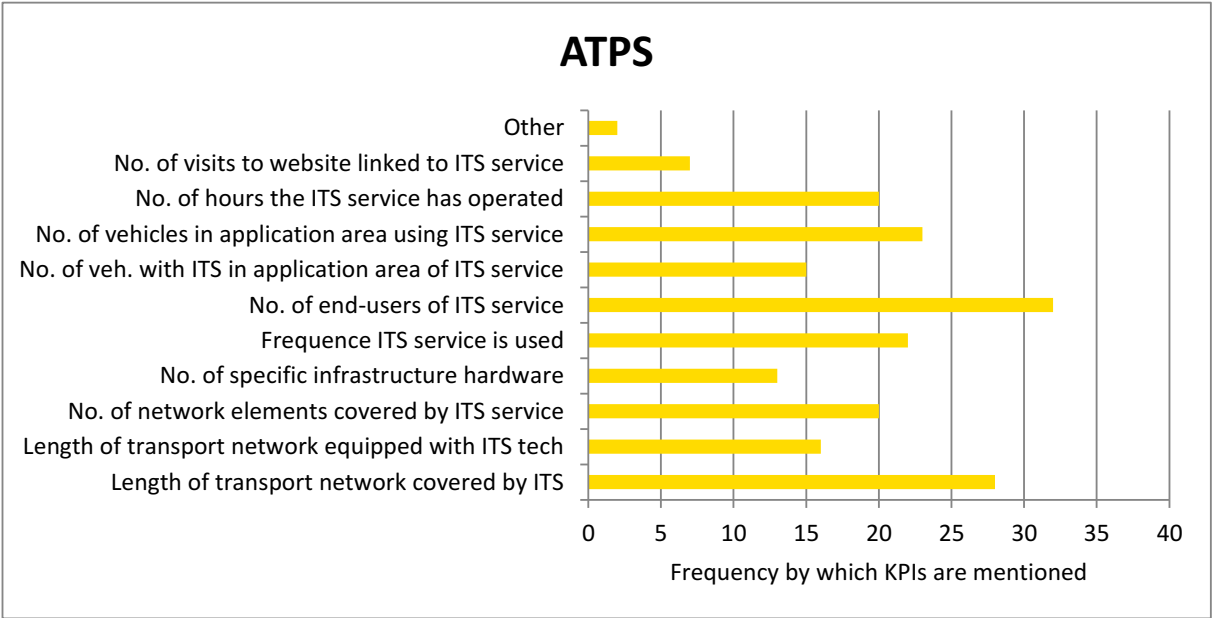 ATPS
Other
No. of visits to website linked to ITS service
No. of hours the ITS service has operated
No. of vehicles in application area using ITS service
No. of veh. with ITS in application area of ITS service
No. of end-users of ITS service
Frequence ITS service is used
No. of specific infrastructure hardware
No. of network elements covered by ITS service
Length of transport network equipped with ITS tech
Length of transport network covered by ITS
0 5 10 15 20 25 30 35 40
Frequency by which KPIs are mentioned